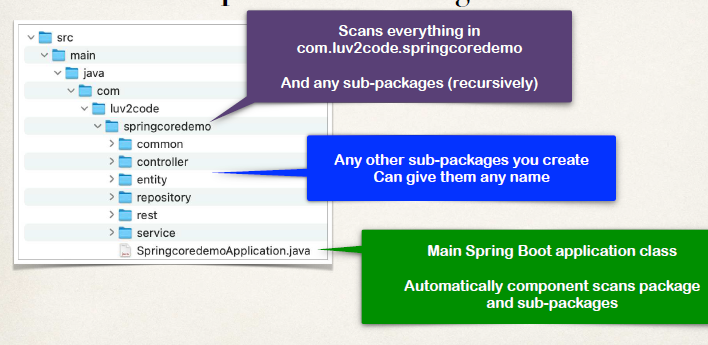 Scans everything in
com.luv2code.springcoredemo
And any sub-packages (recursively)
src
main
java
com
luv2code
springcoredemo
common
controller
entity
repository
rest
service
SpringcoredemoApplication.java
Any other sub-packages you create
Can give them any name
Main Spring Boot application class
Automatically component scans package
and sub-packages